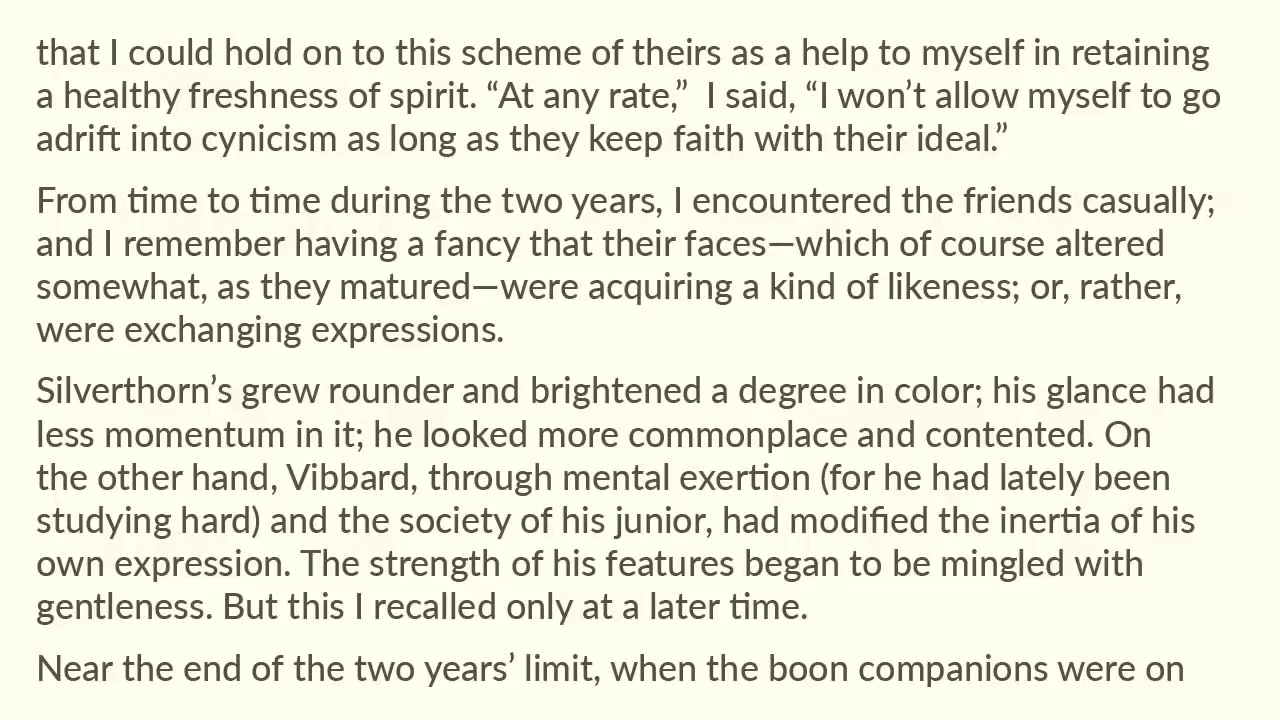 that I could hold on to this scheme of theirs as a help to myself in retaining
a healthy freshness of spirit. “At any rate,”  I said, “I won’t allow myself to go
adrift into cynicism as long as they keep faith with their ideal.”
From time to time during the two years, I encountered the friends casually;
and I remember having a fancy that their faces—which of course altered
somewhat, as they matured—were acquiring a kind of likeness; or, rather,
were exchanging expressions.
Silverthorn’s grew rounder and brightened a degree in color; his glance had
less momentum in it; he looked more commonplace and contented. On
the other hand, Vibbard, through mental exertion (for he had lately been
studying hard) and the society of his junior, had modified the inertia of his
own expression. The strength of his features began to be mingled with
gentleness. But this I recalled only at a later time.
Near the end of the two years’ limit, when the boon companions were on